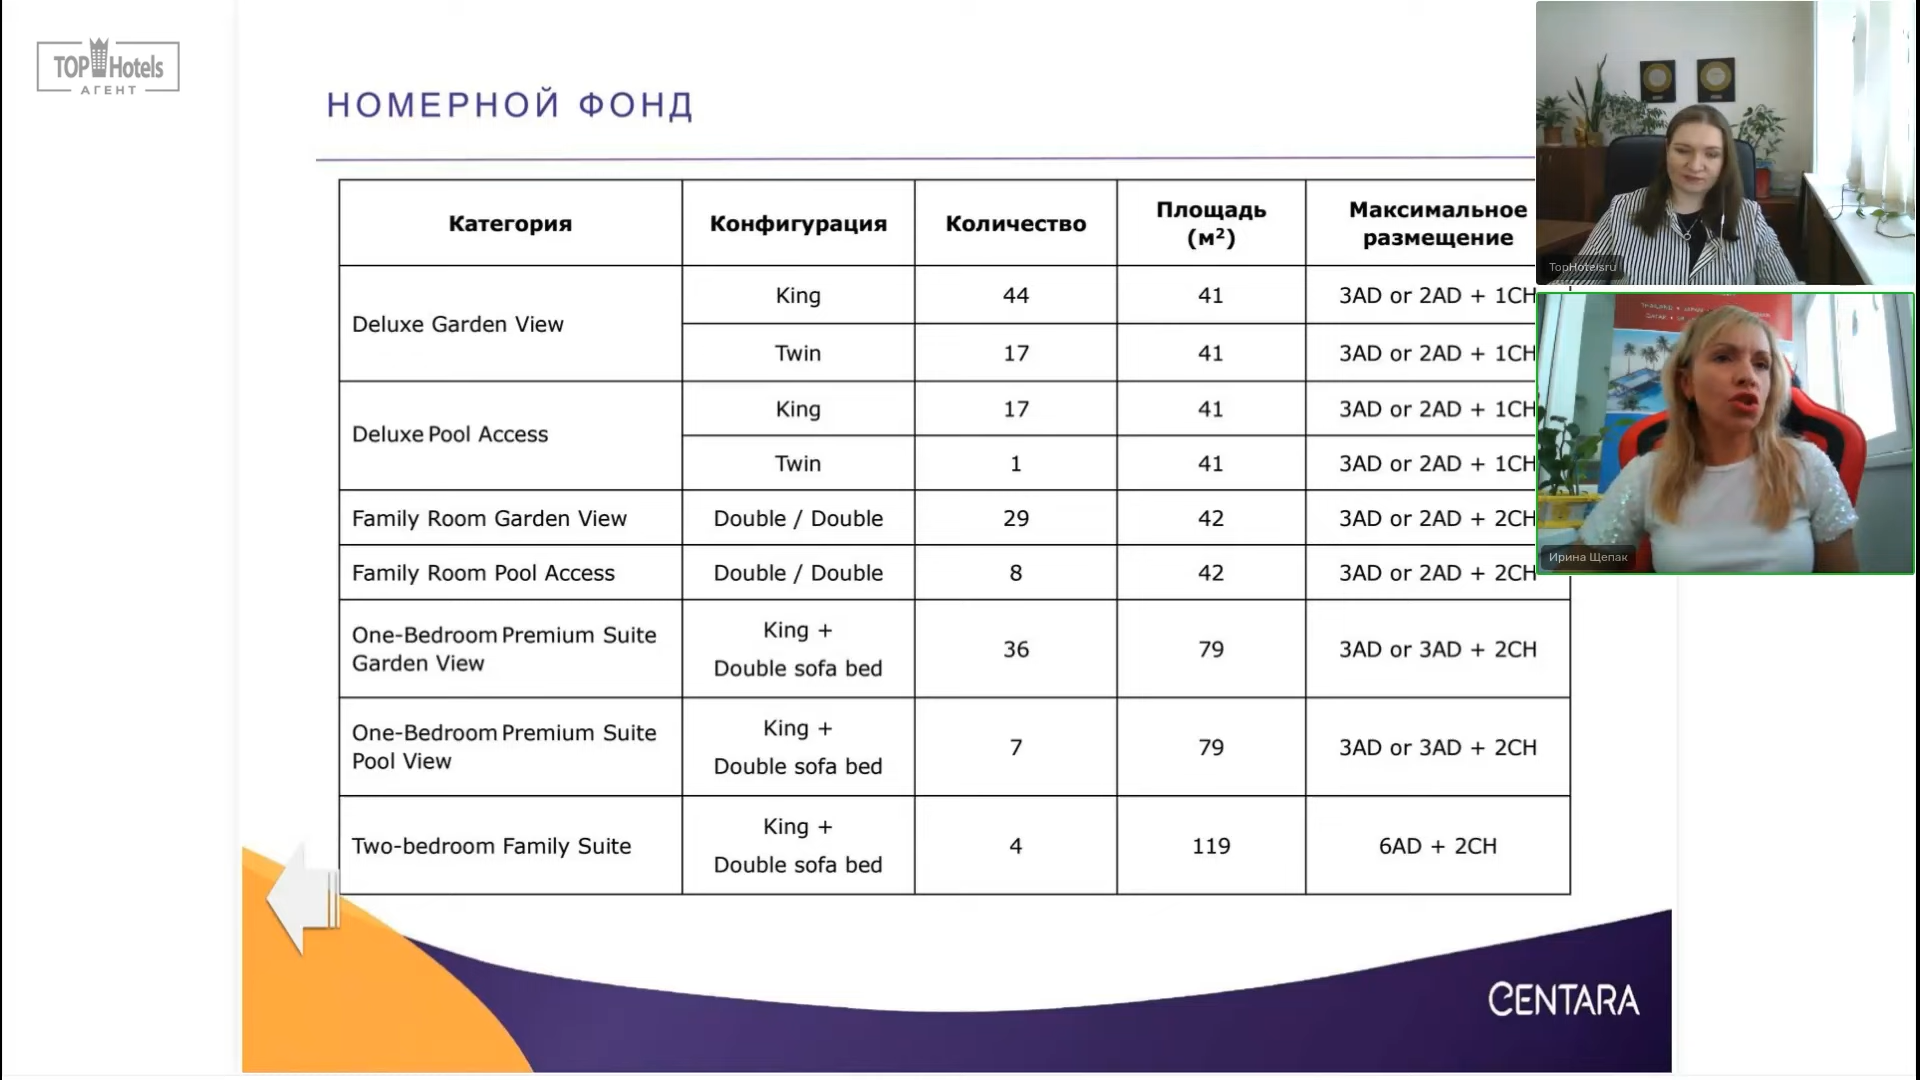 TOP Hotels
АГЕНТ
НОМЕРНОЙ ФОНД
Категория
Конфигурация
Количество
Площадь
(м²)
Максимальное
размещение
Deluxe Garden View
King
44
41
3AD or 2AD + 1CH
Twin
17
41
3AD or 2AD + 1CH
Deluxe Pool Access
King
17
41
3AD or 2AD + 1CH
Twin
1
41
3AD or 2AD + 1CH
Family Room Garden View
Double / Double
29
42
3AD or 2AD + 2CH
Family Room Pool Access
Double / Double
8
42
3AD or 2AD + 2CH
One-Bedroom Premium Suite
Garden View
King +
Double sofa bed
36
79
3AD or 3AD + 2CH
One-Bedroom Premium Suite
Pool View
King +
Double sofa bed
7
79
3AD or 3AD + 2CH
Two-bedroom Family Suite
King +
Double sofa bed
4
119
6AD + 2CH
CENTARA
TopHotelsru
Ирина Щепак